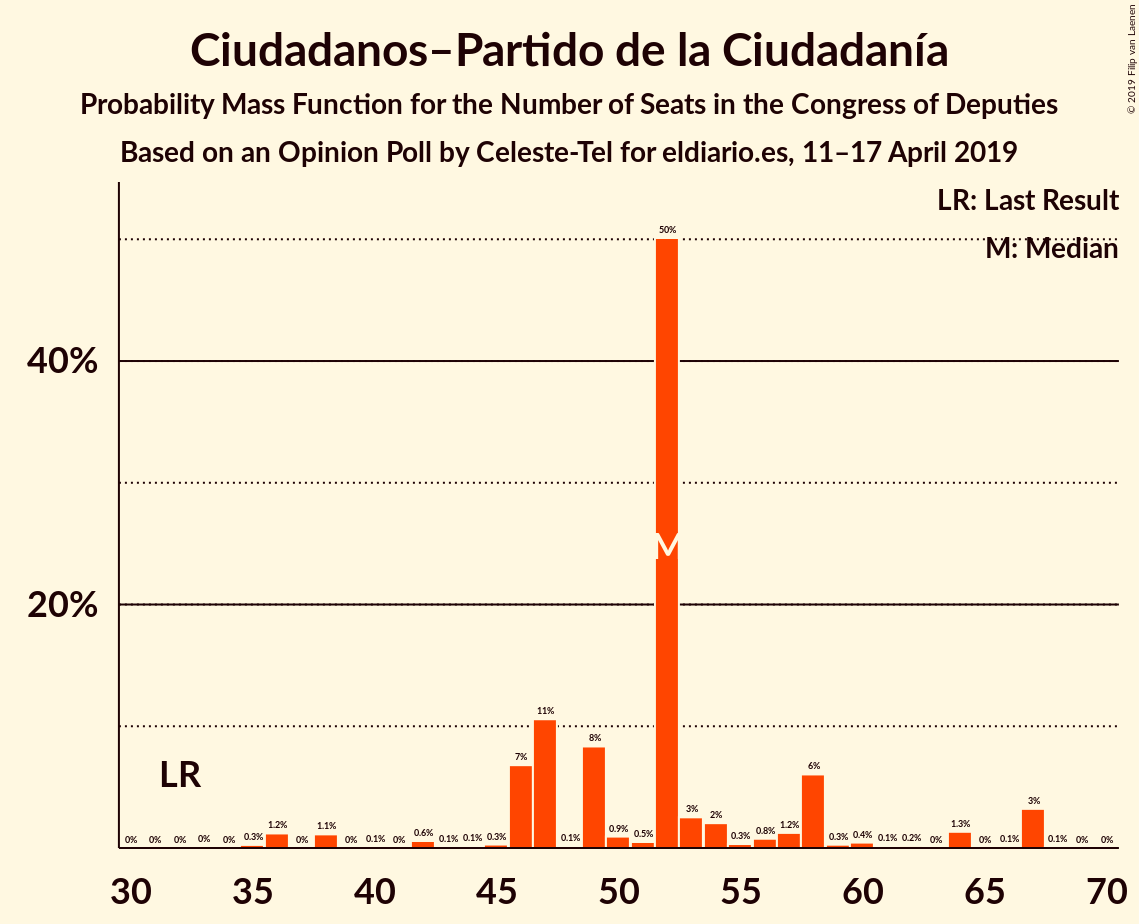 Ciudadanos–Partido de la Ciudadanía
Probability Mass Function for the Number of Seats in the Congress of Deputies
Based on an Opinion Poll by Celeste-Tel for eldiario.es, 11–17 April 2019
© 2019 Filip van Laenen
LR: Last Result
M: Median
40%
20%
LR
M
0% 0% 0% 0% 0% 0.3% 1.2% 0% 1.1% 0% 0.1% 0% 0.6% 0.1% 0.1% 0.3% 7% 11% 0.1% 8% 0.9% 0.5% 50% 3% 2% 0.3% 0.8% 1.2% 6% 0.3% 0.4% 0.1% 0.2% 0% 1.3% 0% 0.1% 3% 0.1% 0% 0%
30 35 40 45 50 55 60 65 70